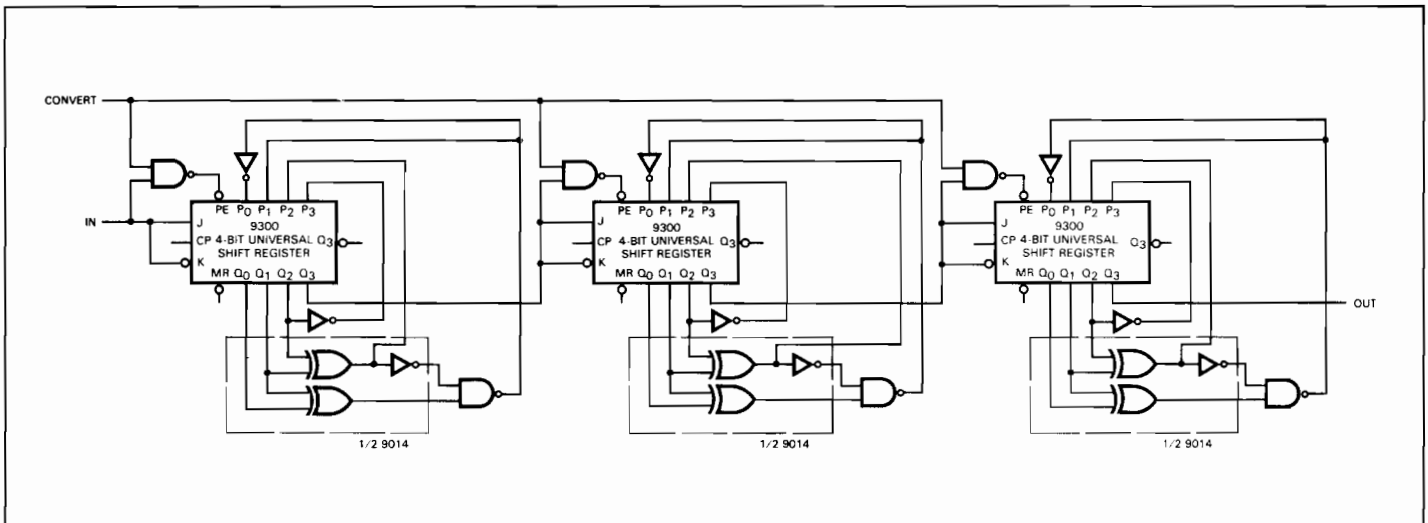 CONVERT
IN
PE P0 P1 P2 P3
9300
J
CP 4-BIT UNIVERSAL Q3
SHIFT REGISTER
K
MR Q0 Q1 Q2 Q3
1/2 9014
PE P0 P1 P2 P3
9300
J
CP 4-BIT UNIVERSAL Q3
SHIFT REGISTER
K
MR Q0 Q1 Q2 Q3
1/2 9014
PE P0 P1 P2 P3
9300
J
CP 4-BIT UNIVERSAL Q3
SHIFT REGISTER
K
MR Q0 Q1 Q2 Q3
1/2 9014
OUT